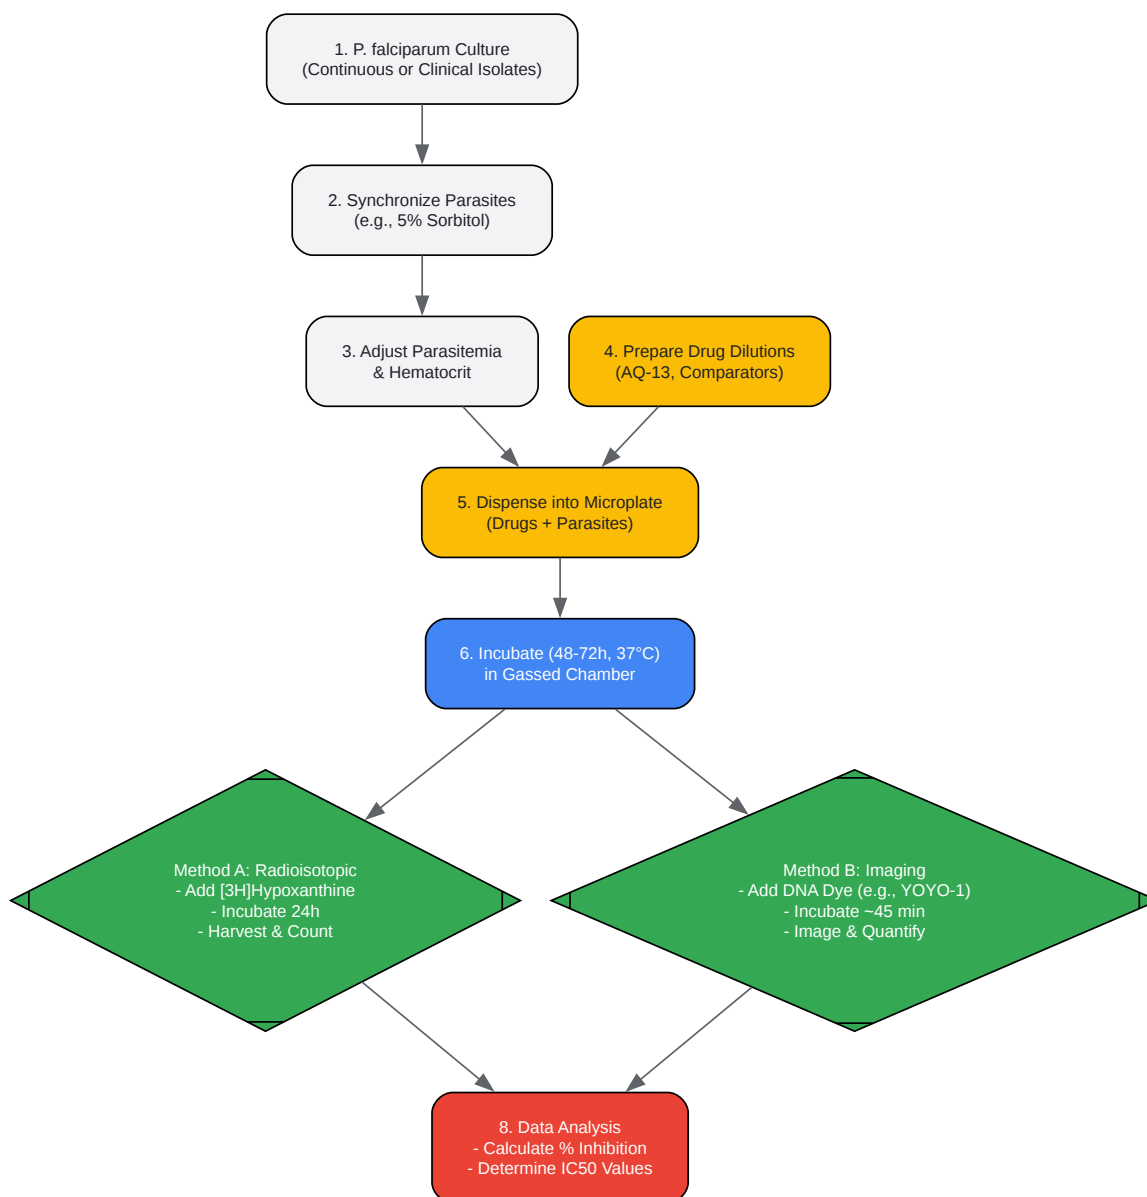 1. P. falciparum Culture
(Continuous or Clinical Isolates)
2. Synchronize Parasites
(e.g., 5% Sorbitol)
3. Adjust Parasitemia
& Hematocrit
4. Prepare Drug Dilutions
(AQ-13, Comparators)
5. Dispense into Microplate
(Drugs + Parasites)
6. Incubate (48-72h, 37°C)
in Gassed Chamber
Method A: Radioisotopic
- Add [3H]Hypoxanthine
- Incubate 24h
- Harvest & Count
Method B: Imaging
- Add DNA Dye (e.g., YOYO-1)
- Incubate ~45 min
- Image & Quantify
8. Data Analysis
- Calculate % Inhibition
- Determine IC50 Values